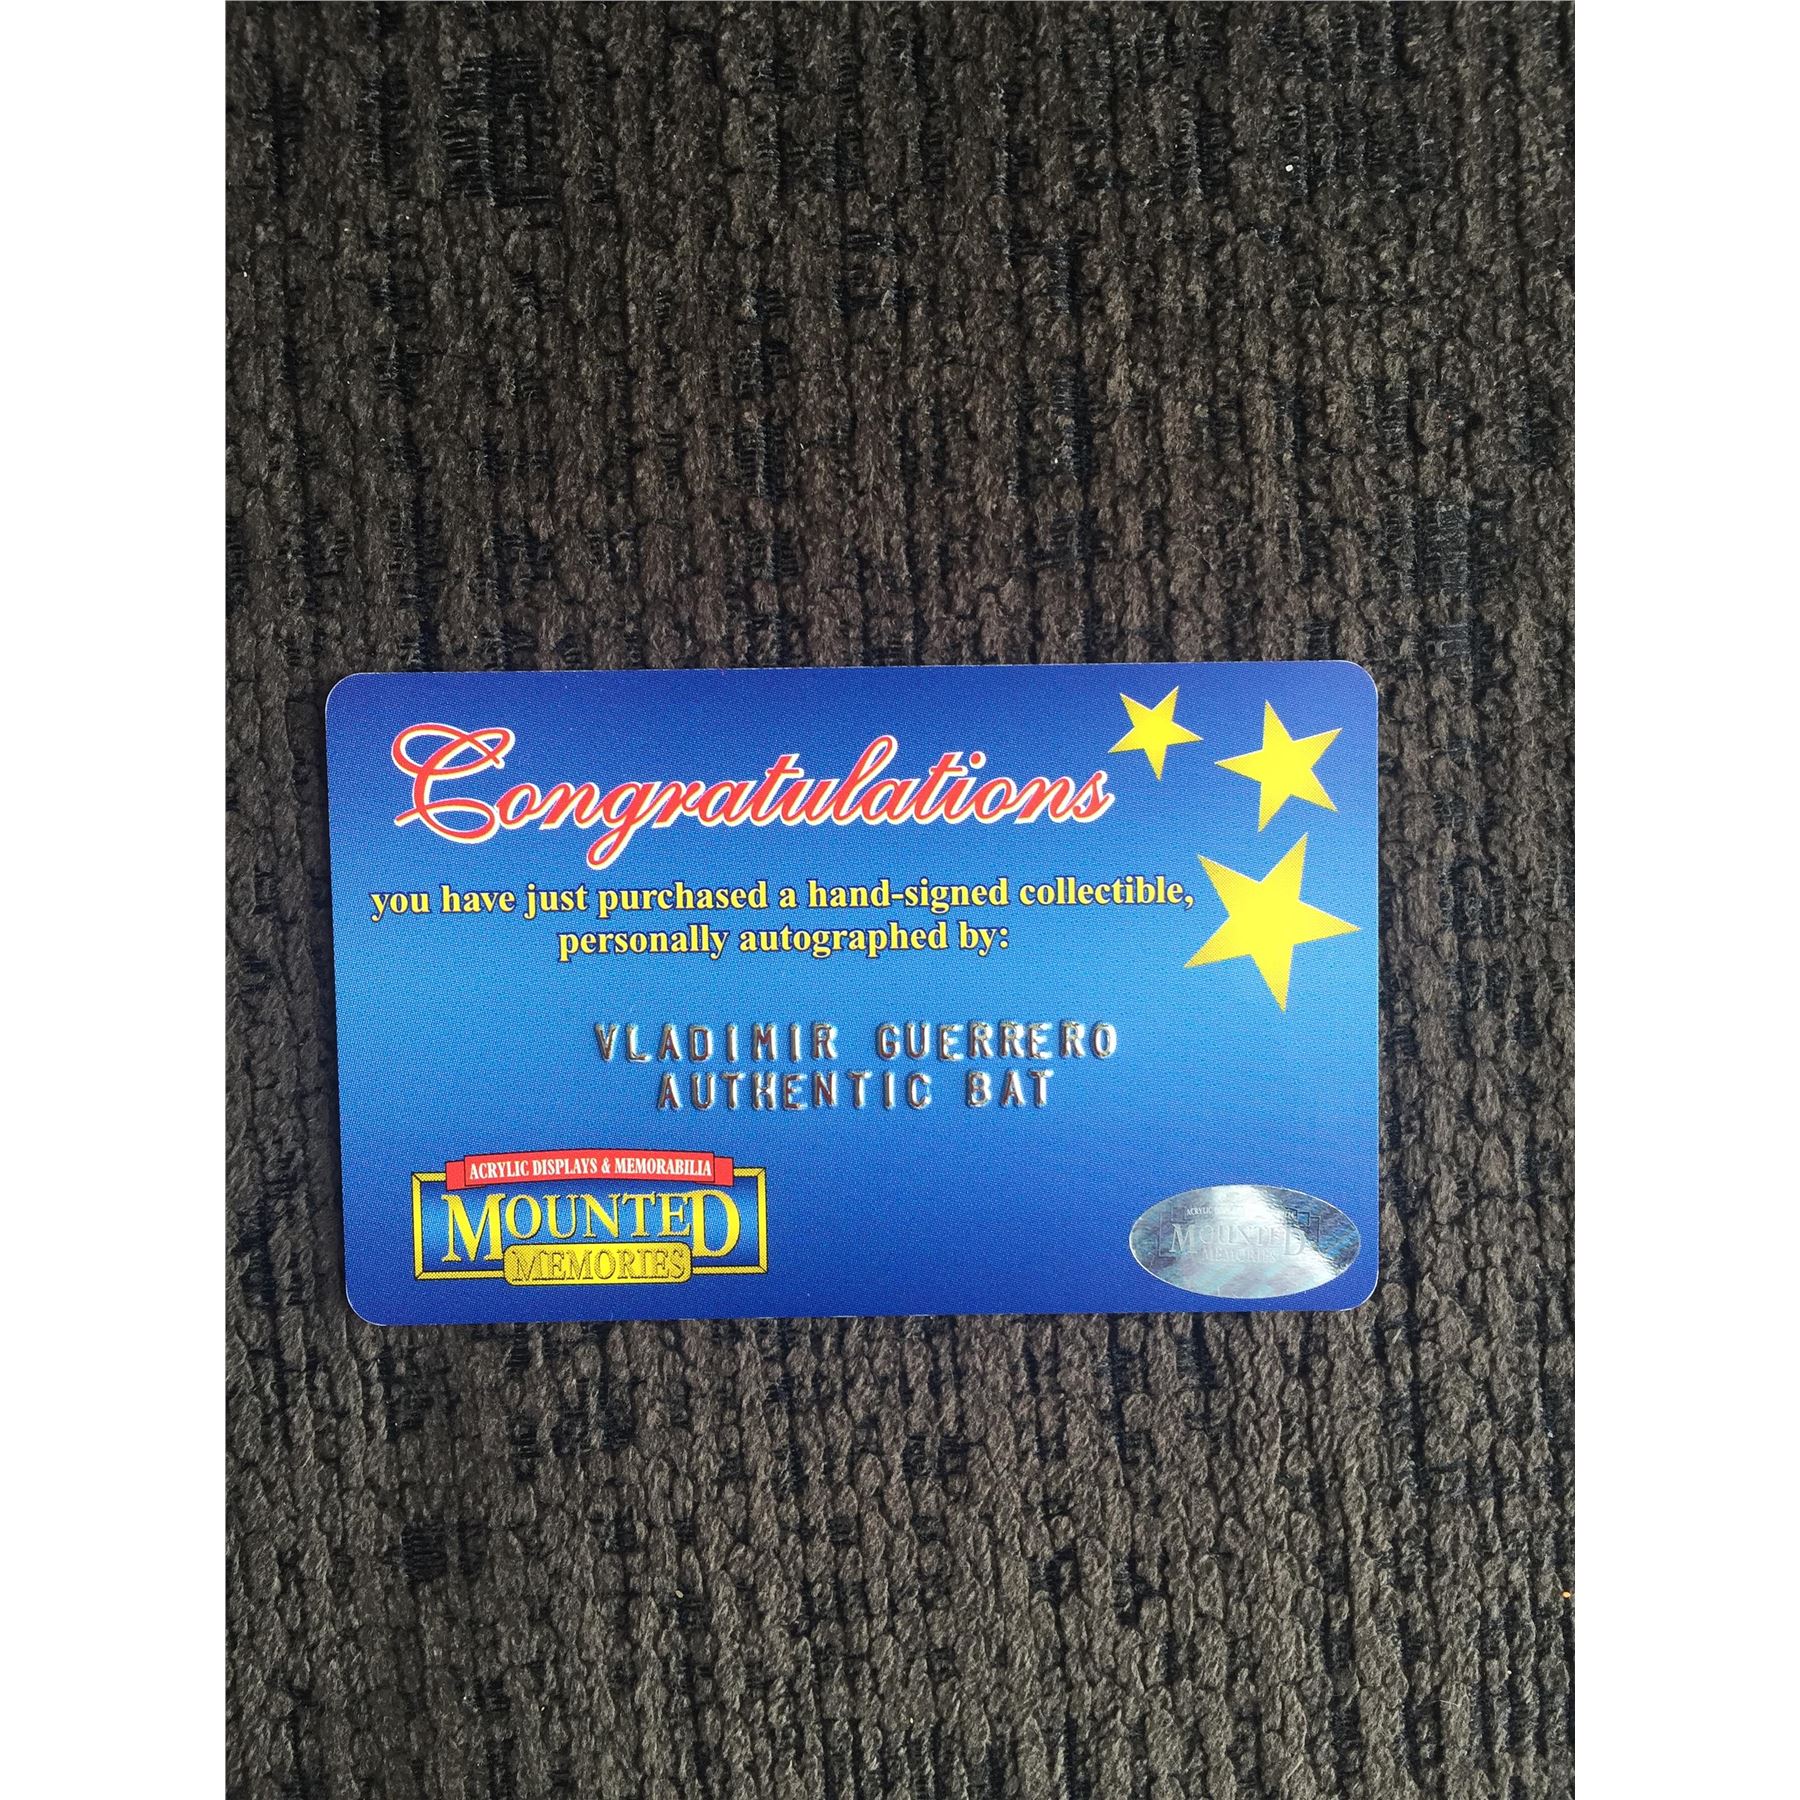 Congratulations
you have just purchased a hand-signed collectible,
personally autographed by:
VLADIMIR GUERRERO
AUTHENTIC BAT
ACRYLIC DISPLAYS & MEMORABILIA
MOUNTED
MEMORIES
MOUNTED
MEMORIES